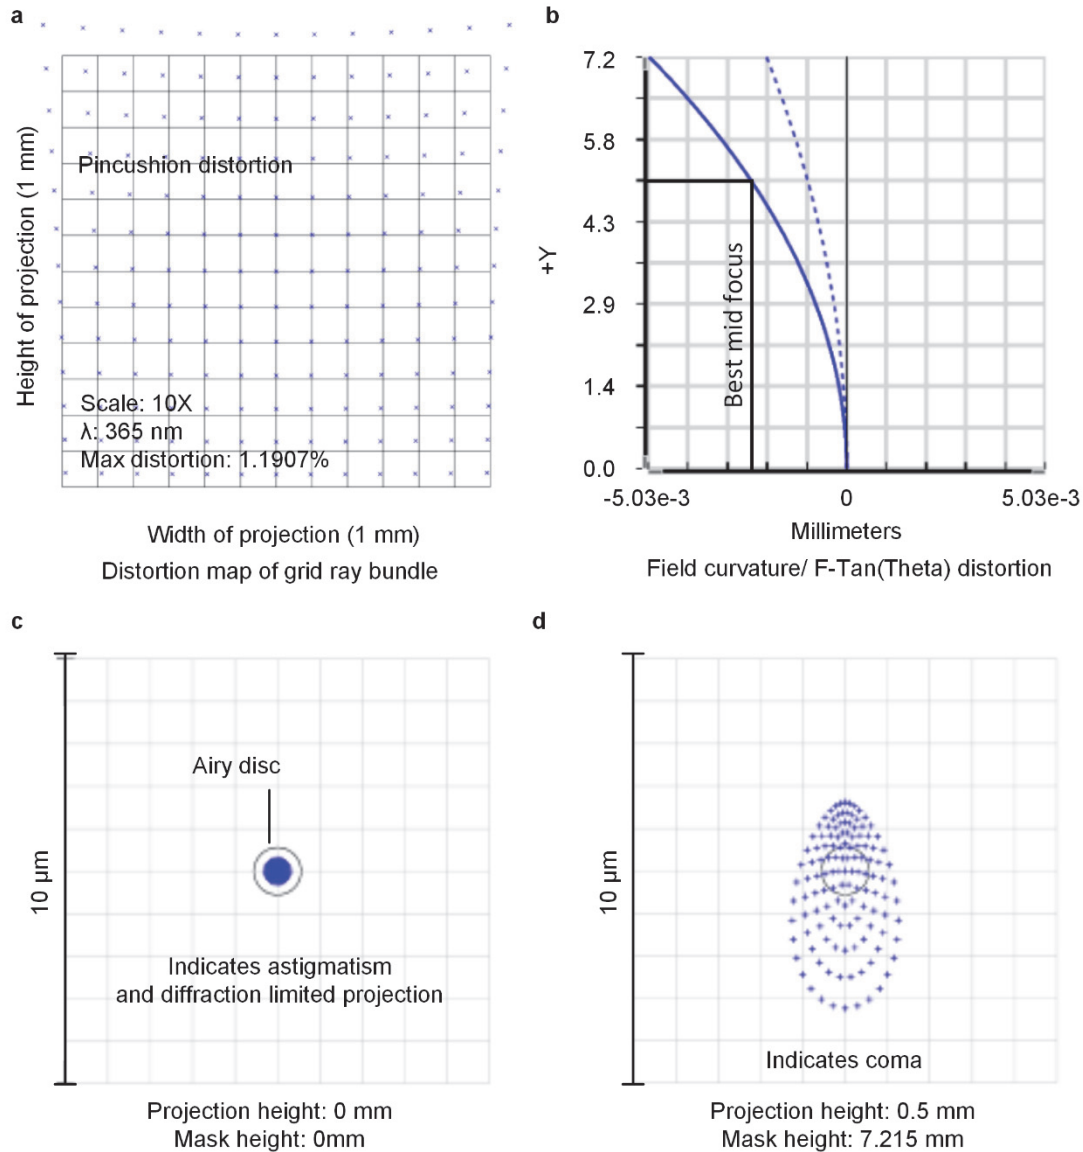 a
Height of projection (1 mm)
Pincushion distortion
Scale: 10X
λ: 365 nm
Max distortion: 1.1907%
Width of projection (1 mm)
Distortion map of grid ray bundle
b
+Y
7.2
5.8
4.3
2.9
1.4
0.0
Best mid focus
-5.03e-3
0
5.03e-3
Millimeters
Field curvature/ F-Tan(Theta) distortion
c
10 µm
Airy disc
Indicates astigmatism
and diffraction limited projection
Projection height: 0 mm
Mask height: 0mm
d
10 µm
Indicates coma
Projection height: 0.5 mm
Mask height: 7.215 mm